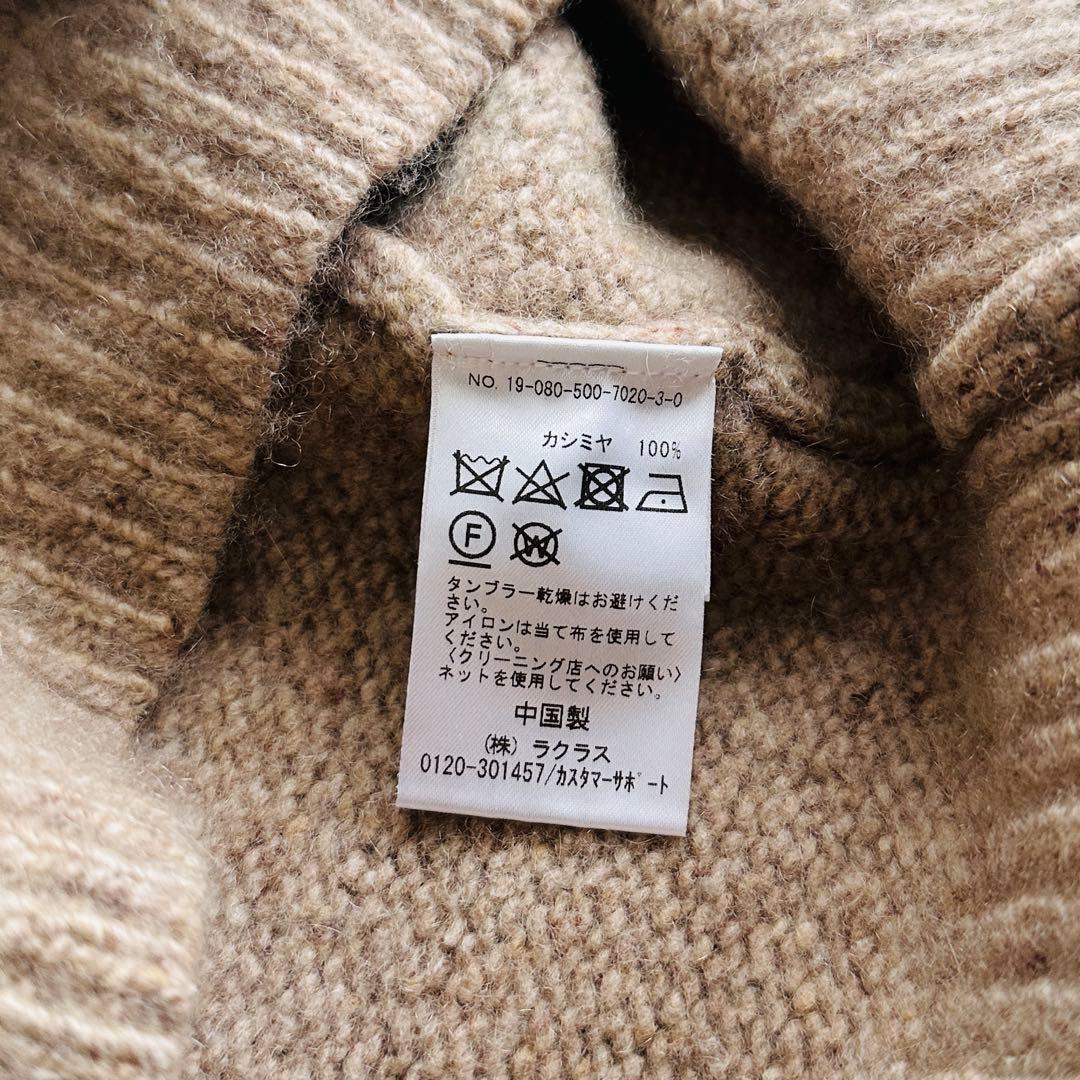 NO. 19-080-500-7020-3-0
カシミヤ 100%
F W
タンブラー乾燥はお避けくだ
さい。
アイロンは当て布を使用して
ください。
〈クリーニング店へのお願い〉
ネットを使用してください。
中国製
(株) ラクラス
0120-301457/カスタマーサポート